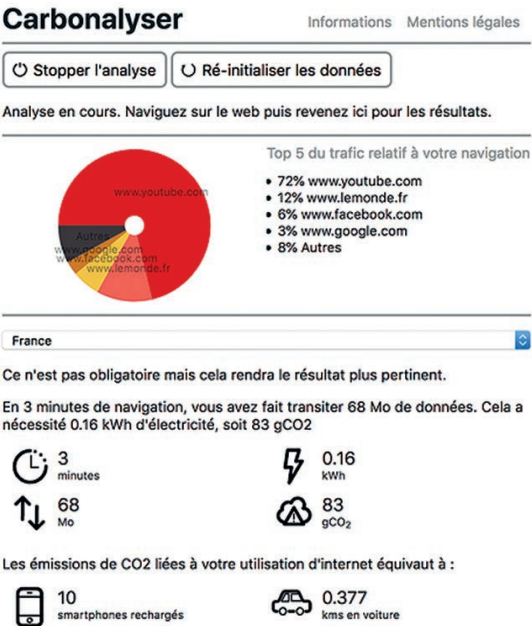 Carbonalyser
Informations Mentions légales
Stopper l'analyse
Ré-initialiser les données
Analyse en cours. Naviguez sur le web puis revenez ici pour les résultats.
Top 5 du trafic relatif à votre navigation
• 72% www.youtube.com
• 12% www.lemonde.fr
• 6% www.facebook.com
• 3% www.google.com
• 8% Autres
www.youtube.com
Autres
www.google.com
www.facebook.com
www.lemonde.fr
France
Ce n'est pas obligatoire mais cela rendra le résultat plus pertinent.
En 3 minutes de navigation, vous avez fait transiter 68 Mo de données. Cela a
nécessité 0.16 kWh d'électricité, soit 83 gCO2
3
minutes
0.16
kWh
68
Mo
83
gCO₂
Les émissions de CO2 liées à votre utilisation d'internet équivaut à :
10
smartphones rechargés
0.377
kms en voiture